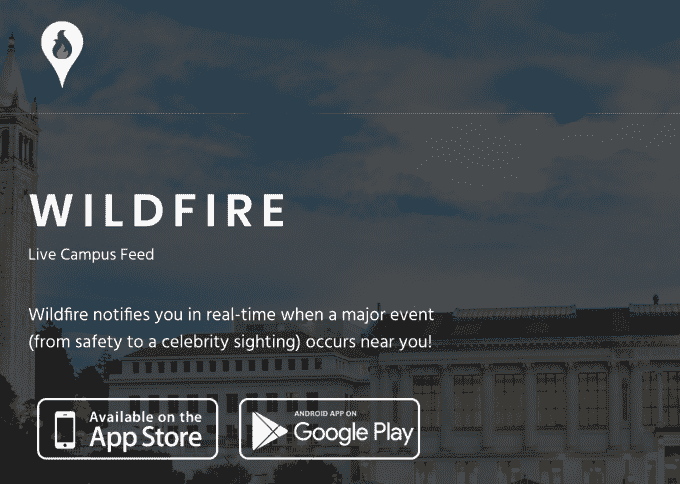 WILDFIRE
Live Campus Feed
Wildfire notifies you in real-time when a major event
(from safety to a celebrity sighting) occurs near you!
Available on the
App Store
ANDROID APP ON
Google Play